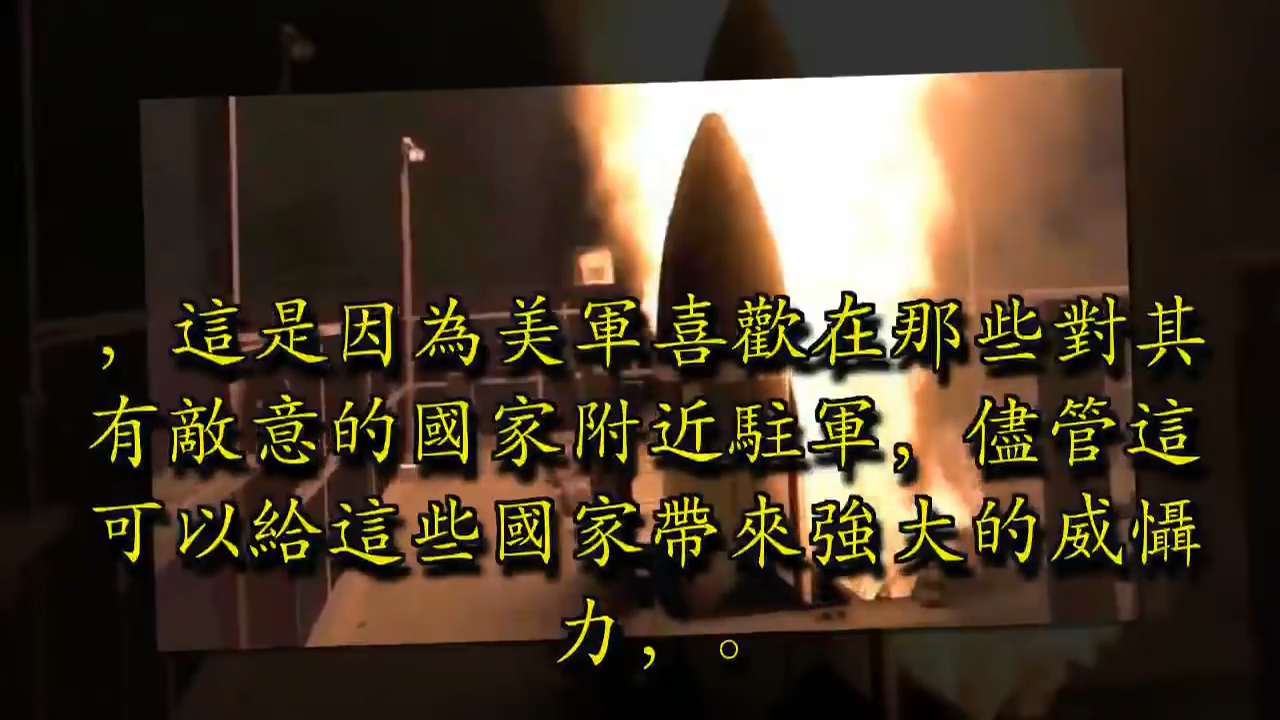 ，這是因為美軍喜歡在那些對其
有敵意的國家附近駐軍，儘管這
可以給這些國家帶來強大的威懾
力，。